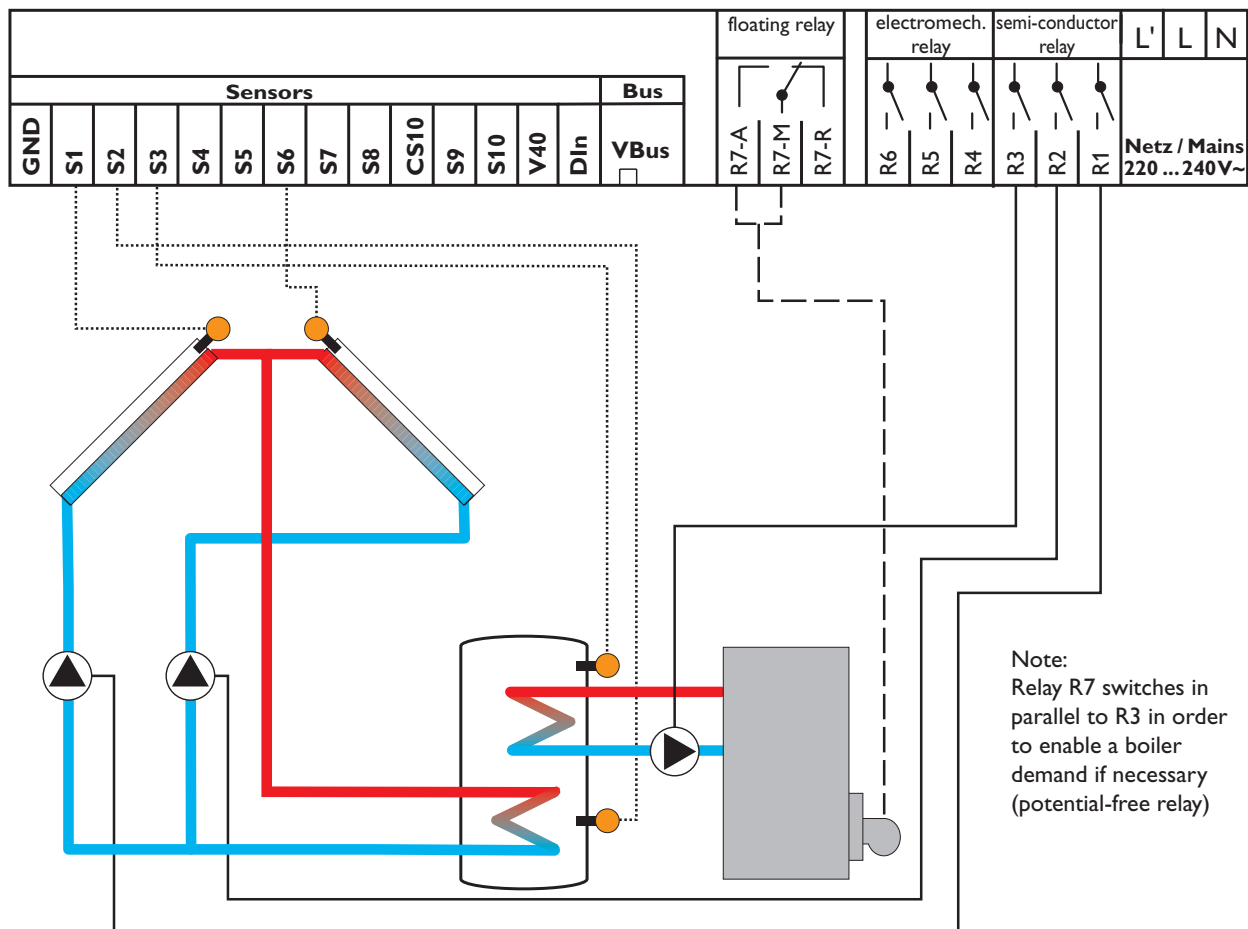 floating relay
electromech.
relay
semi-conductor
relay
L'
L
N
Sensors
Bus
GND
S1
S2
S3
S4
S5
S6
S7
S8
CS10
S9
S10
V40
DIn
VBus
R7-A
R7-M
R7-R
R6
R5
R4
R3
R2
R1
Netz / Mains
220 ... 240 V~
Note:
Relay R7 switches in
parallel to R3 in order
to enable a boiler
demand if necessary
(potential-free relay)